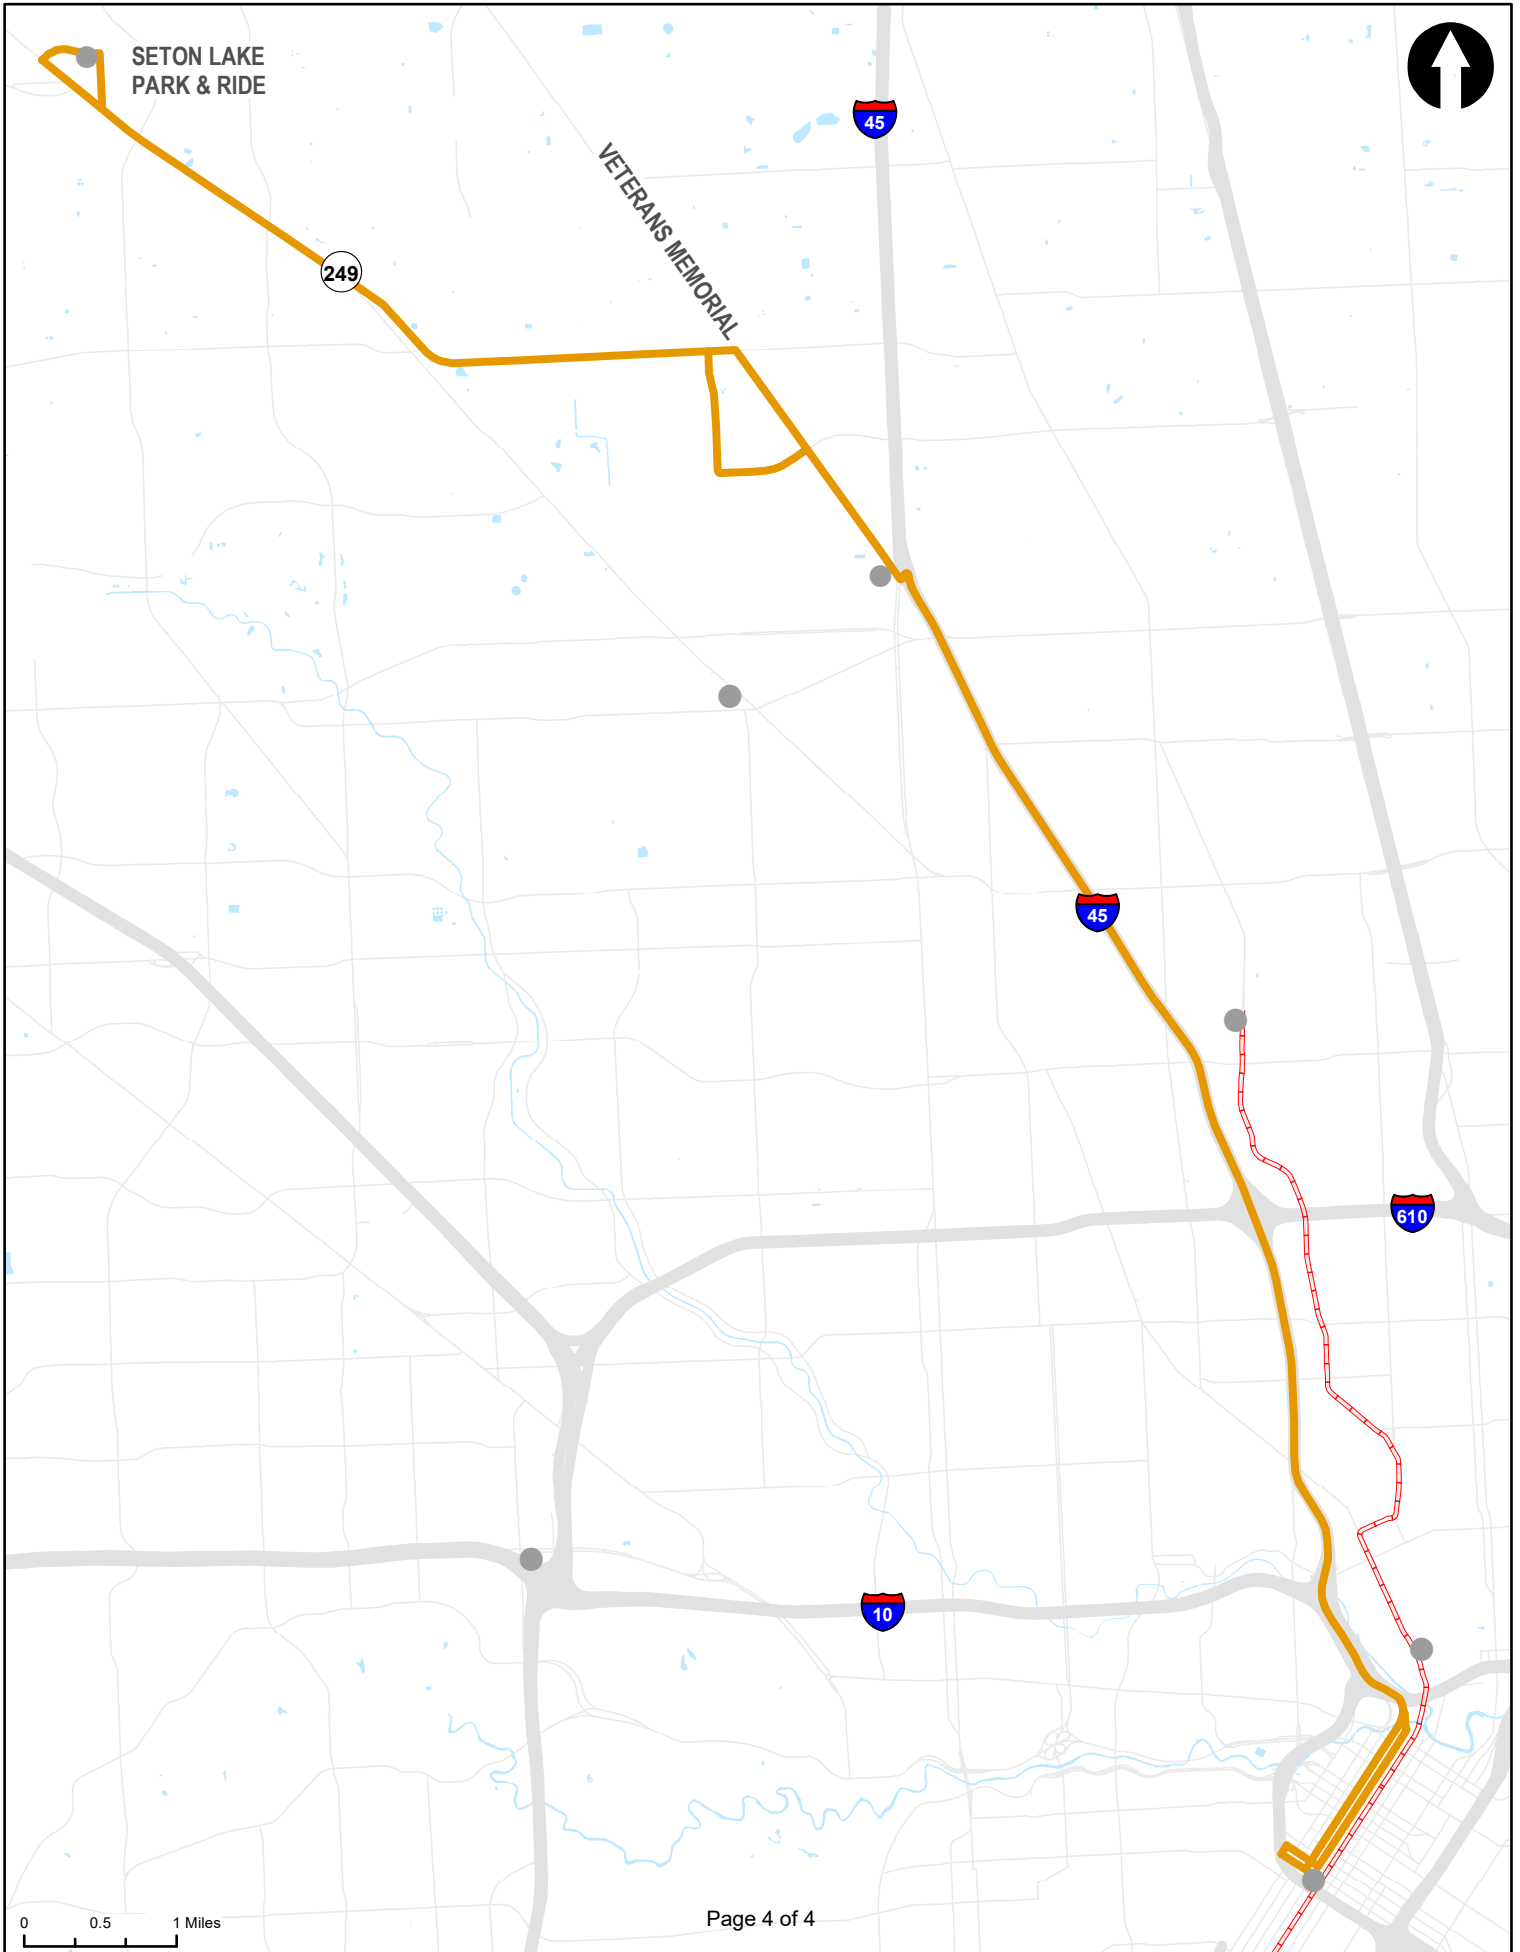 SETON LAKE
PARK & RIDE
45
VETERANS MEMORIAL
249
45
610
10
0 0.5 1 Miles
Page 4 of 4